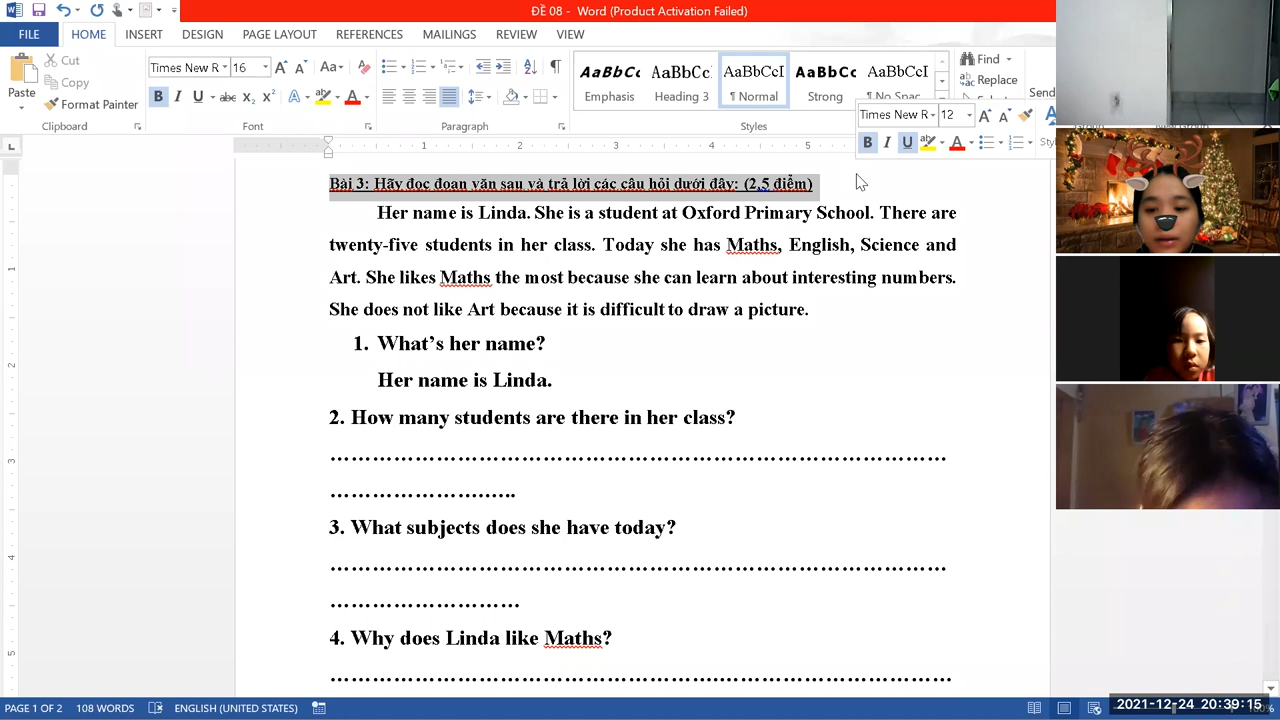 ĐỀ 08 - Word (Product Activation Failed)
FILE HOME INSERT DESIGN PAGE LAYOUT REFERENCES MAILINGS REVIEW VIEW
Paste
Cut
Copy
Format Painter
Clipboard
Times New R 16
Font
Paragraph
AaBbCc AaBbCc AaBbCcI AaBbCc AaBbCcI
Emphasis Heading 3 ¶ Normal Strong ¶ No Spac
Styles
Find
Replace
Send
Times New R 12
1 2 3 4 5
Bài 3: Hãy đọc đoạn văn sau và trả lời các câu hỏi dưới đây: (2,5 điểm)
Her name is Linda. She is a student at Oxford Primary School. There are
twenty-five students in her class. Today she has Maths, English, Science and
Art. She likes Maths the most because she can learn about interesting numbers.
She does not like Art because it is difficult to draw a picture.
1. What's her name?
Her name is Linda.
2. How many students are there in her class?
……………………………………………………………………………
………………….…..
3. What subjects does she have today?
……………………………………………………………………………
………………………
4. Why does Linda like Maths?
……………………………………………….……………………………
PAGE 1 OF 2 108 WORDS ENGLISH (UNITED STATES)
2021-12-24 20:39:15